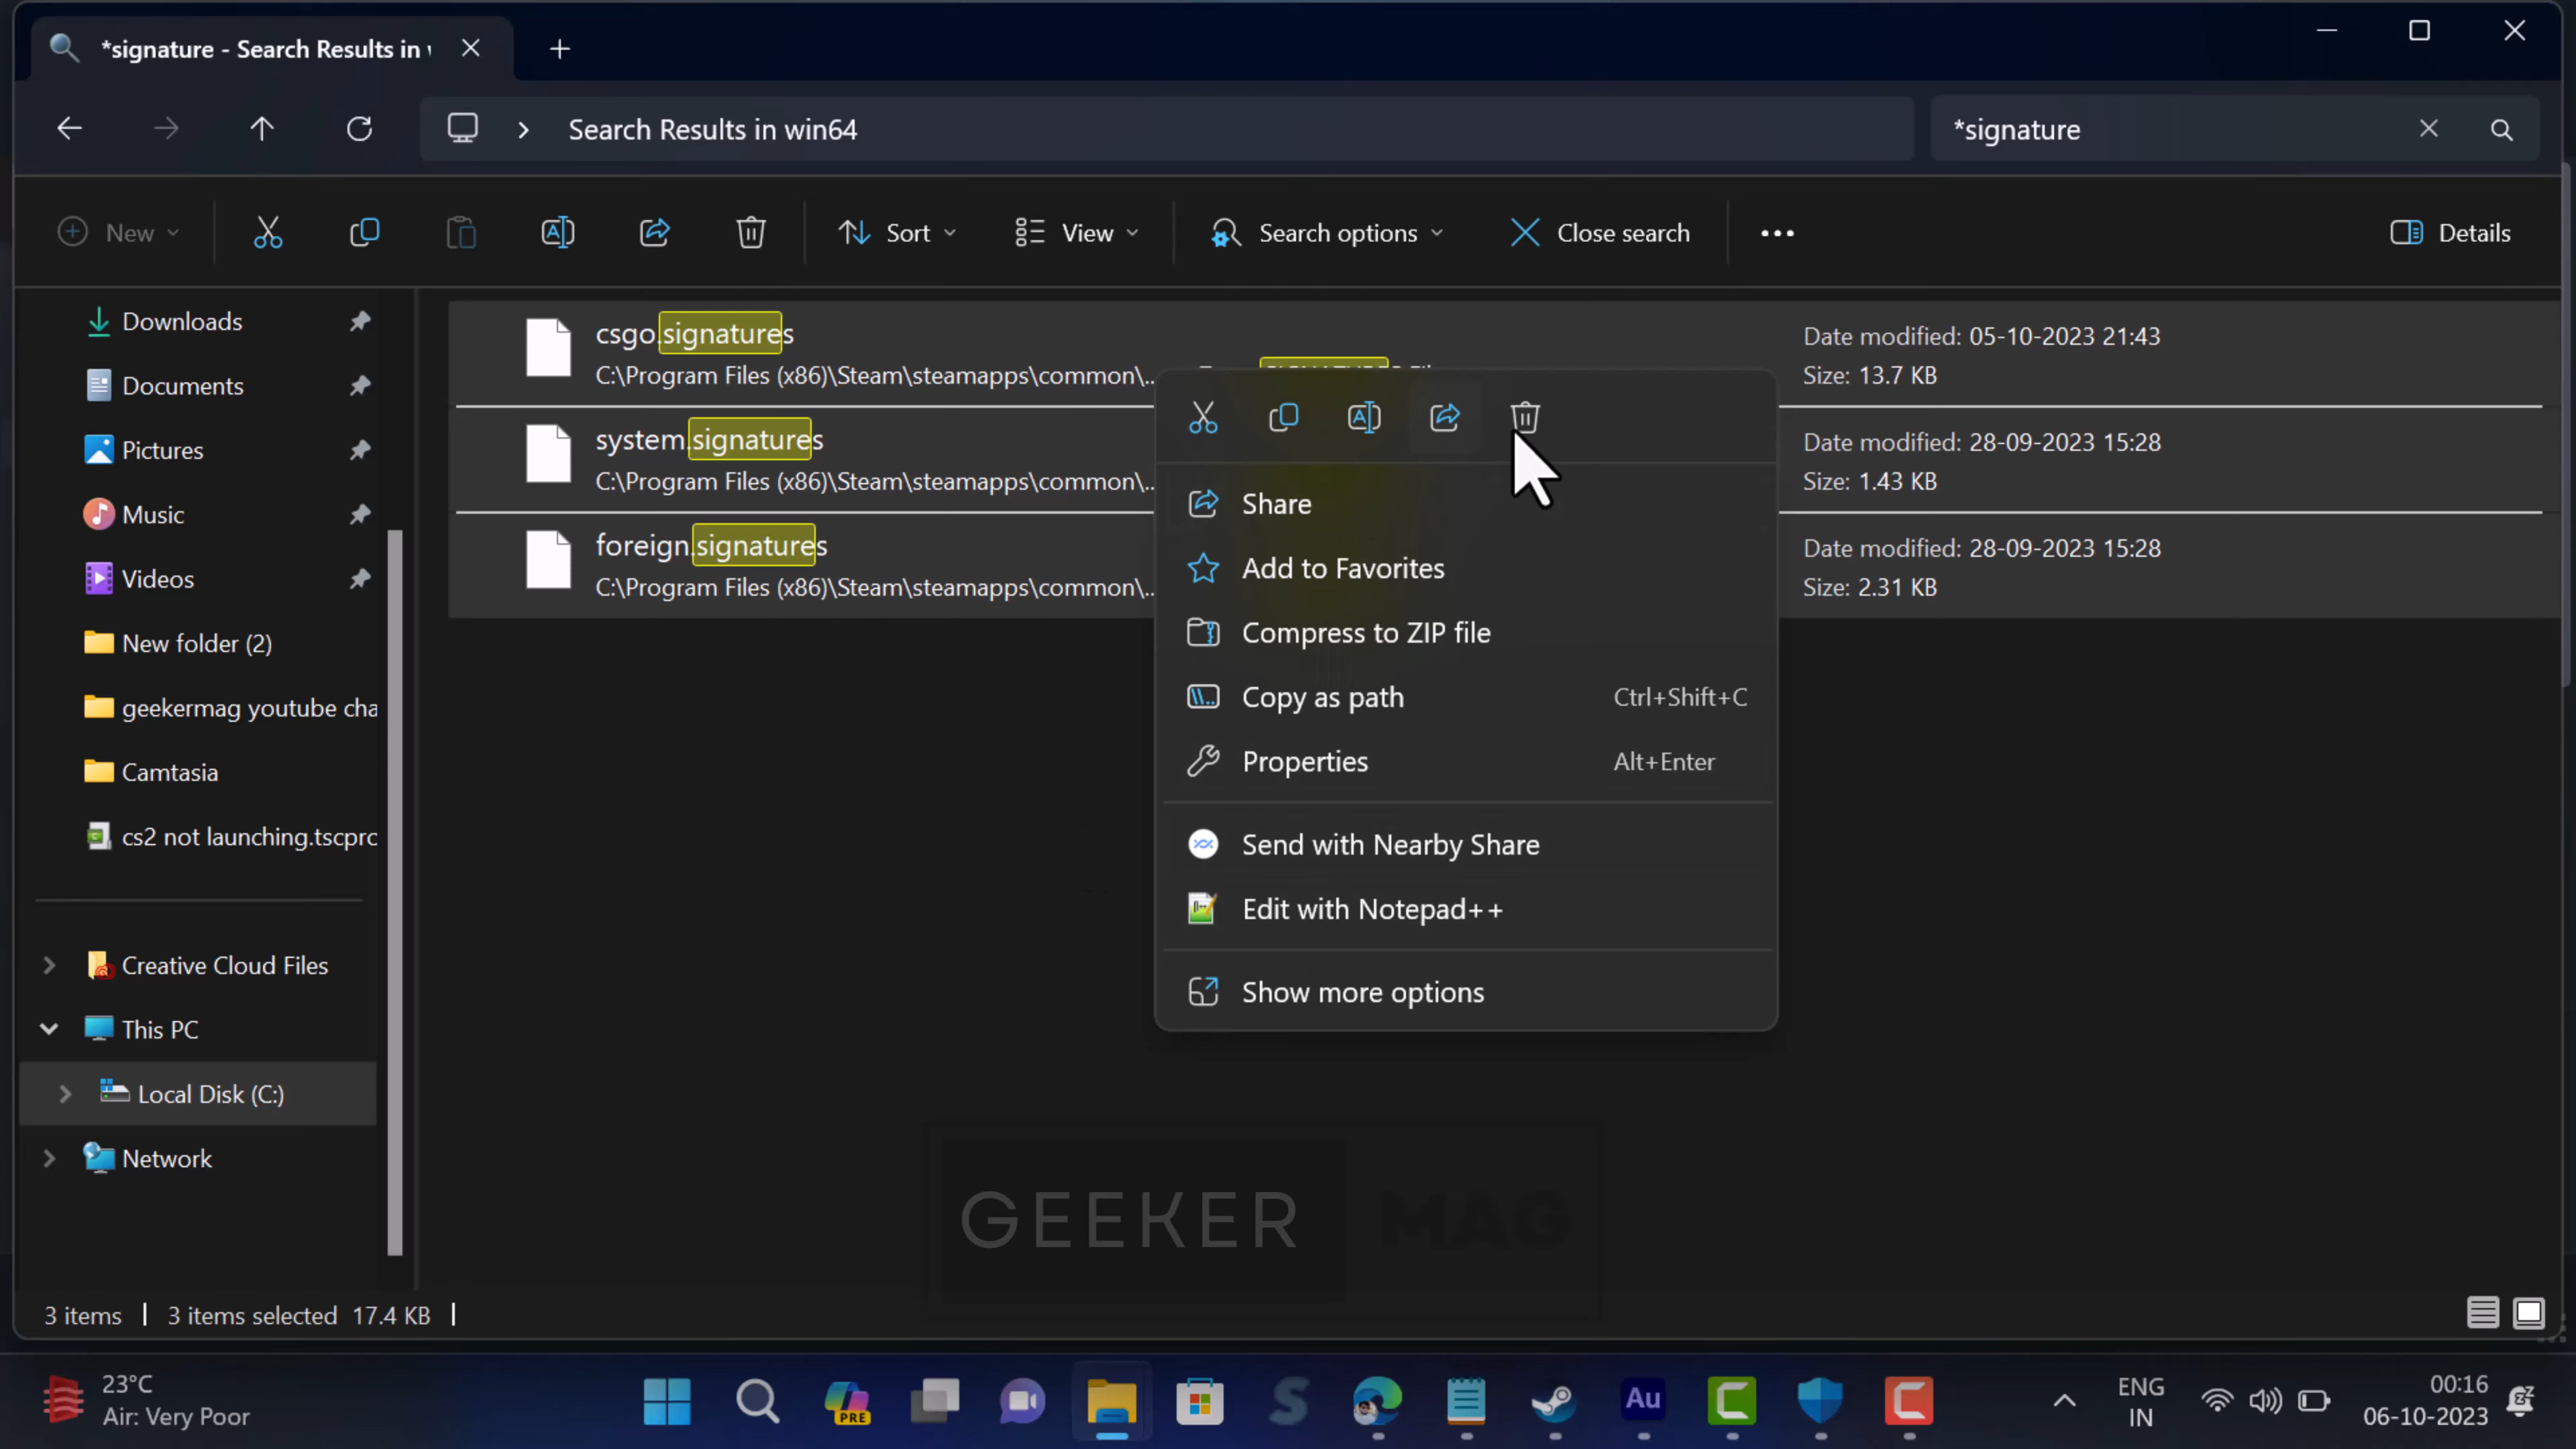 *signature - Search Results in
Search Results in win64
*signature
New
Sort
View
Search options
Close search
Details
Downloads
Documents
Pictures
Music
Videos
New folder (2)
geekermag youtube cha
Camtasia
cs2 not launching.tscprc
Creative Cloud Files
This PC
Local Disk (C:)
Network
csgo.signatures
C:\Program Files (x86)\Steam\steamapps\common\...
Date modified: 05-10-2023 21:43
Size: 13.7 KB
system.signatures
C:\Program Files (x86)\Steam\steamapps\common\...
Date modified: 28-09-2023 15:28
Size: 1.43 KB
foreign.signatures
C:\Program Files (x86)\Steam\steamapps\common\...
Date modified: 28-09-2023 15:28
Size: 2.31 KB
Share
Add to Favorites
Compress to ZIP file
Copy as path Ctrl+Shift+C
Properties Alt+Enter
Send with Nearby Share
Edit with Notepad++
Show more options
GEEKER MAG
3 items | 3 items selected 17.4 KB |
23°C
Air: Very Poor
PRE
Au
ENG
IN
00:16
06-10-2023